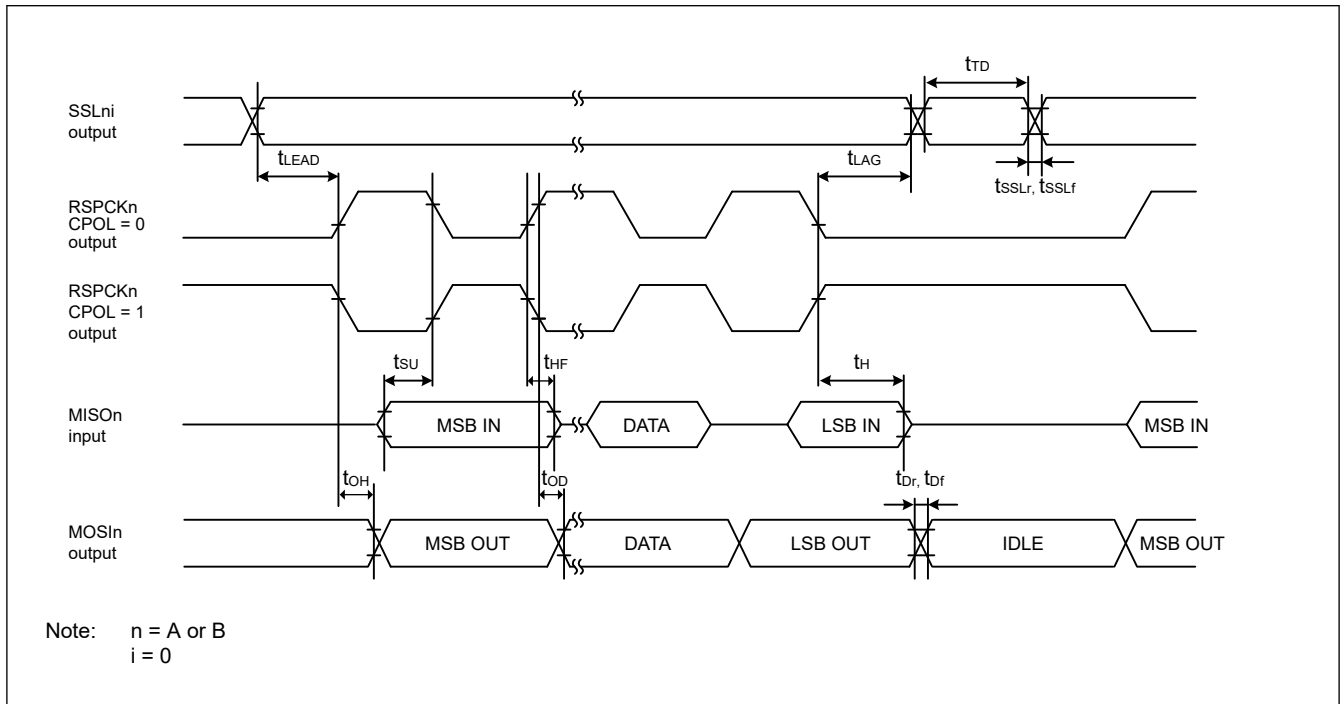 tTD
SSLni
output
tLEAD
tLAG
tSSLr, tSSLf
RSPCKn
CPOL = 0
output
RSPCKn
CPOL = 1
output
tSU
tHF
tH
MISOn
input
MSB IN
DATA
LSB IN
MSB IN
tOH
tOD
tDr, tDf
MOSIn
output
MSB OUT
DATA
LSB OUT
IDLE
MSB OUT
Note: n = A or B
i = 0